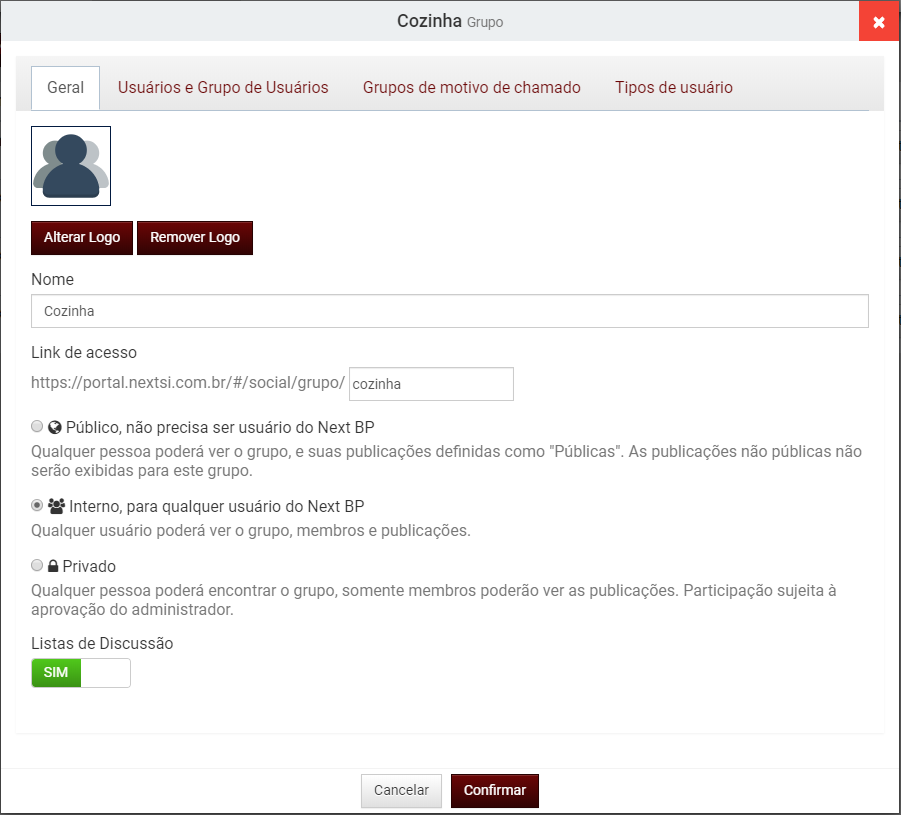 Cozinha Grupo
Geral Usuários e Grupo de Usuários Grupos de motivo de chamado Tipos de usuário
Alterar Logo Remover Logo
Nome
Cozinha
Link de acesso
https://portal.nextsi.com.br/#/social/grupo/ cozinha
Público, não precisa ser usuário do Next BP
Qualquer pessoa poderá ver o grupo, e suas publicações definidas como "Públicas". As publicações não públicas não
serão exibidas para este grupo.
Interno, para qualquer usuário do Next BP
Qualquer usuário poderá ver o grupo, membros e publicações.
Privado
Qualquer pessoa poderá encontrar o grupo, somente membros poderão ver as publicações. Participação sujeita à
aprovação do administrador.
Listas de Discussão
SIM
Cancelar Confirmar